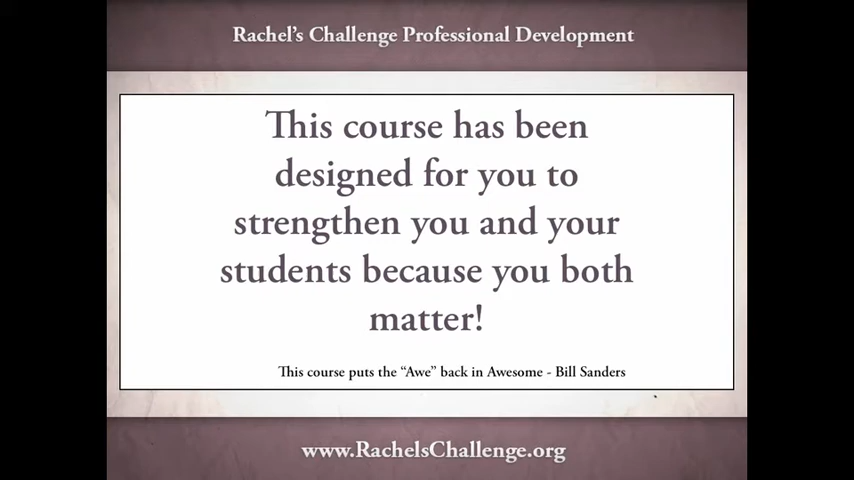 Rachel's Challenge Professional Development
This course has been
designed for you to
strengthen you and your
students because you both
matter!
This course puts the “Awe” back in Awesome - Bill Sanders
www.RachelsChallenge.org